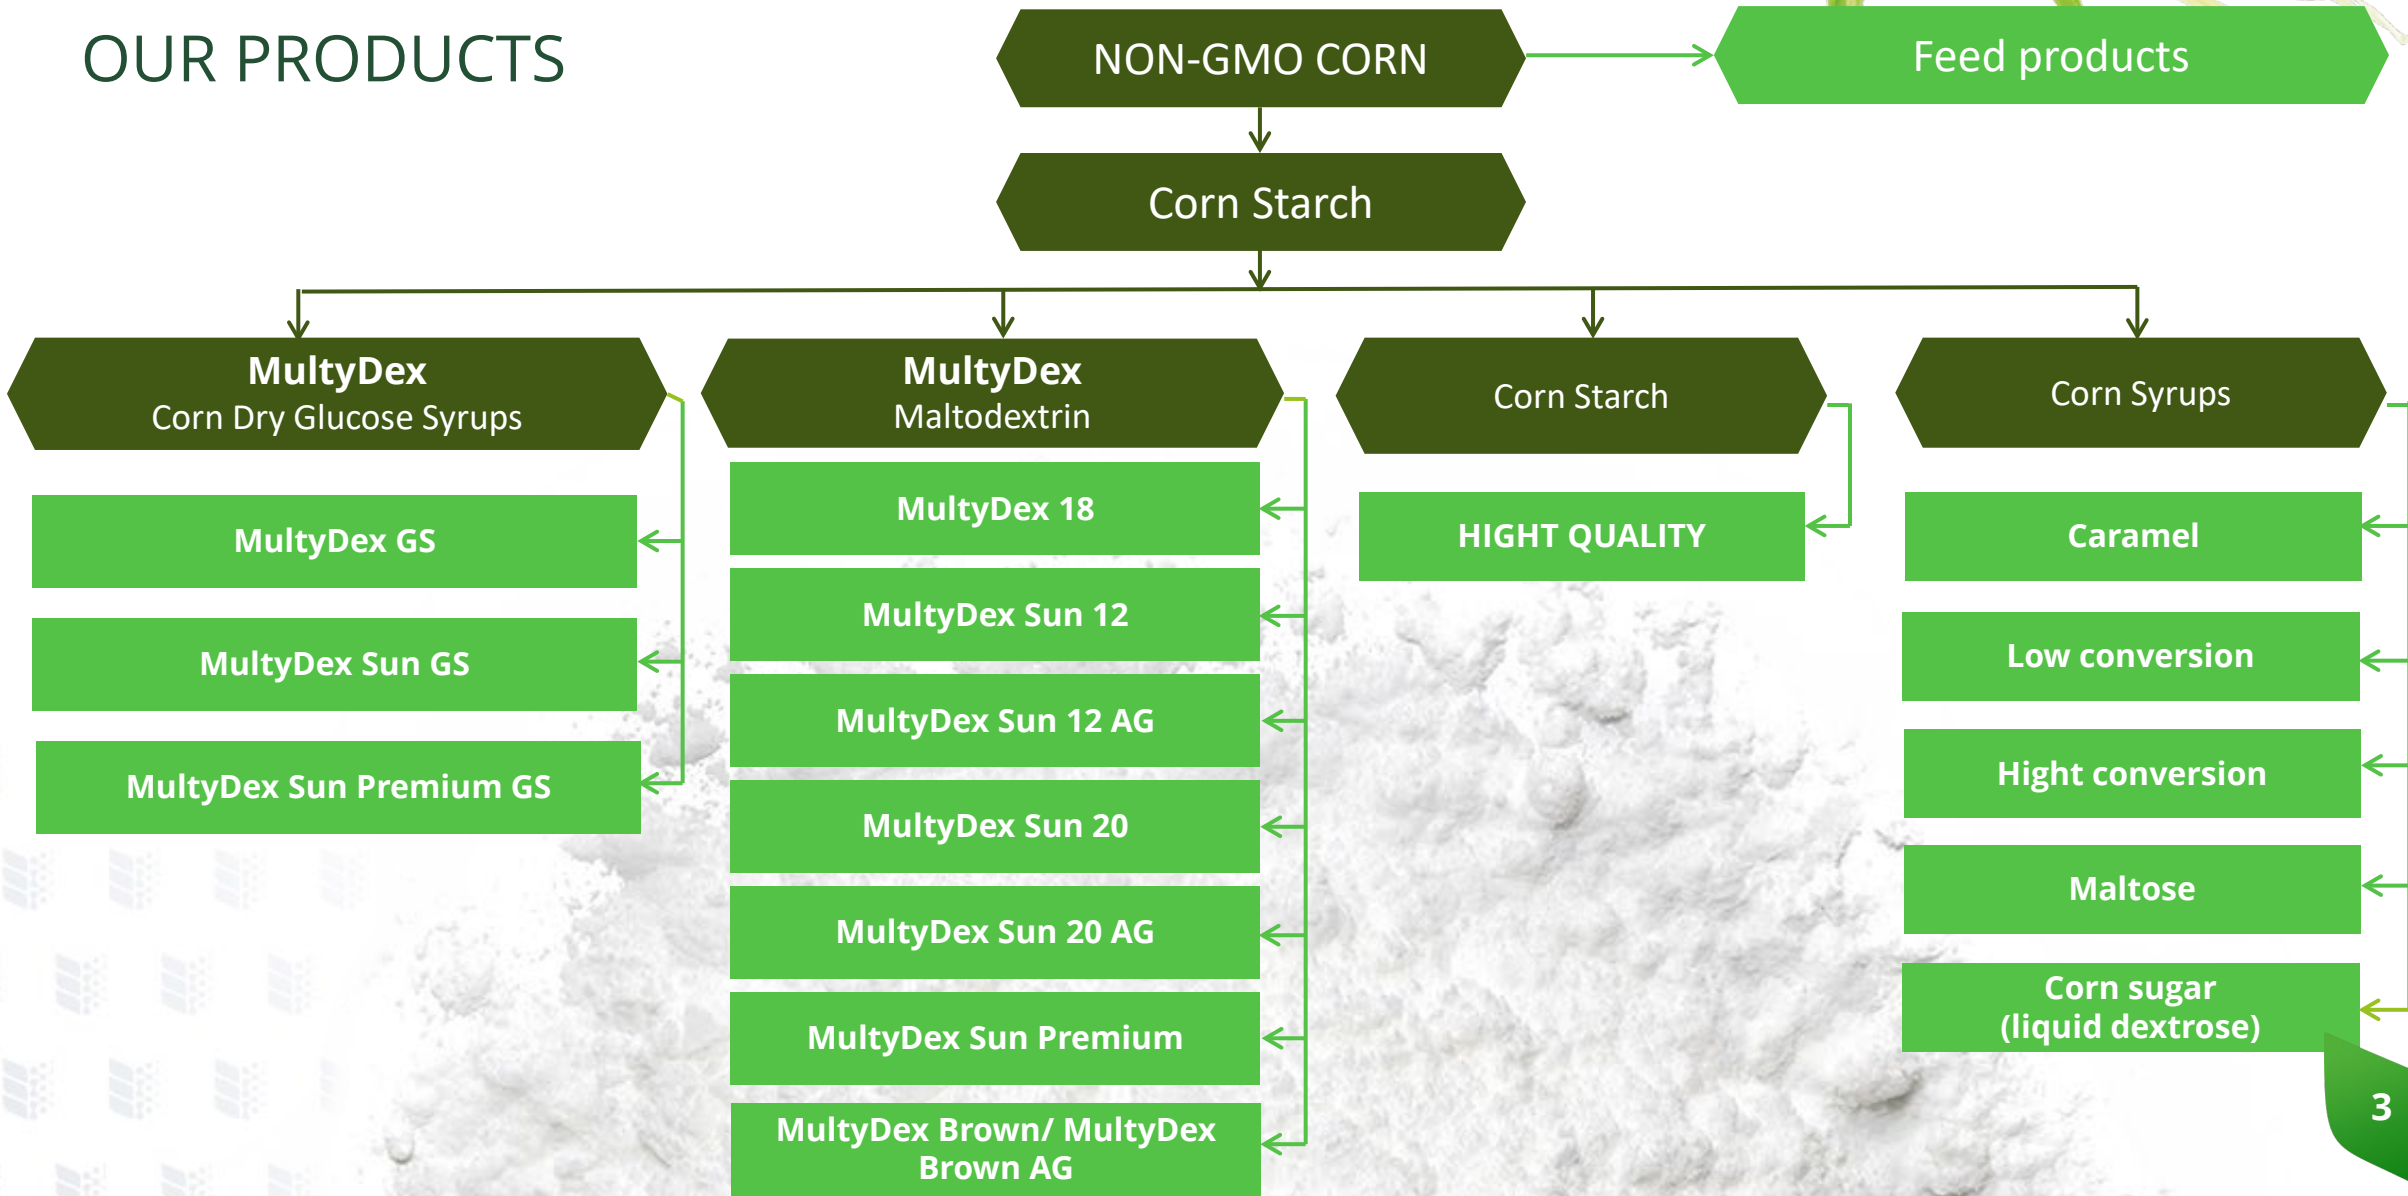 OUR PRODUCTS
NON-GMO CORN
Feed products
Corn Starch
MultyDex
Corn Dry Glucose Syrups
MultyDex GS
MultyDex Sun GS
MultyDex Sun Premium GS
MultyDex
Maltodextrin
MultyDex 18
MultyDex Sun 12
MultyDex Sun 12 AG
MultyDex Sun 20
MultyDex Sun 20 AG
MultyDex Sun Premium
MultyDex Brown/ MultyDex
Brown AG
Corn Starch
HIGHT QUALITY
Corn Syrups
Caramel
Low conversion
Hight conversion
Maltose
Corn sugar
(liquid dextrose)
3